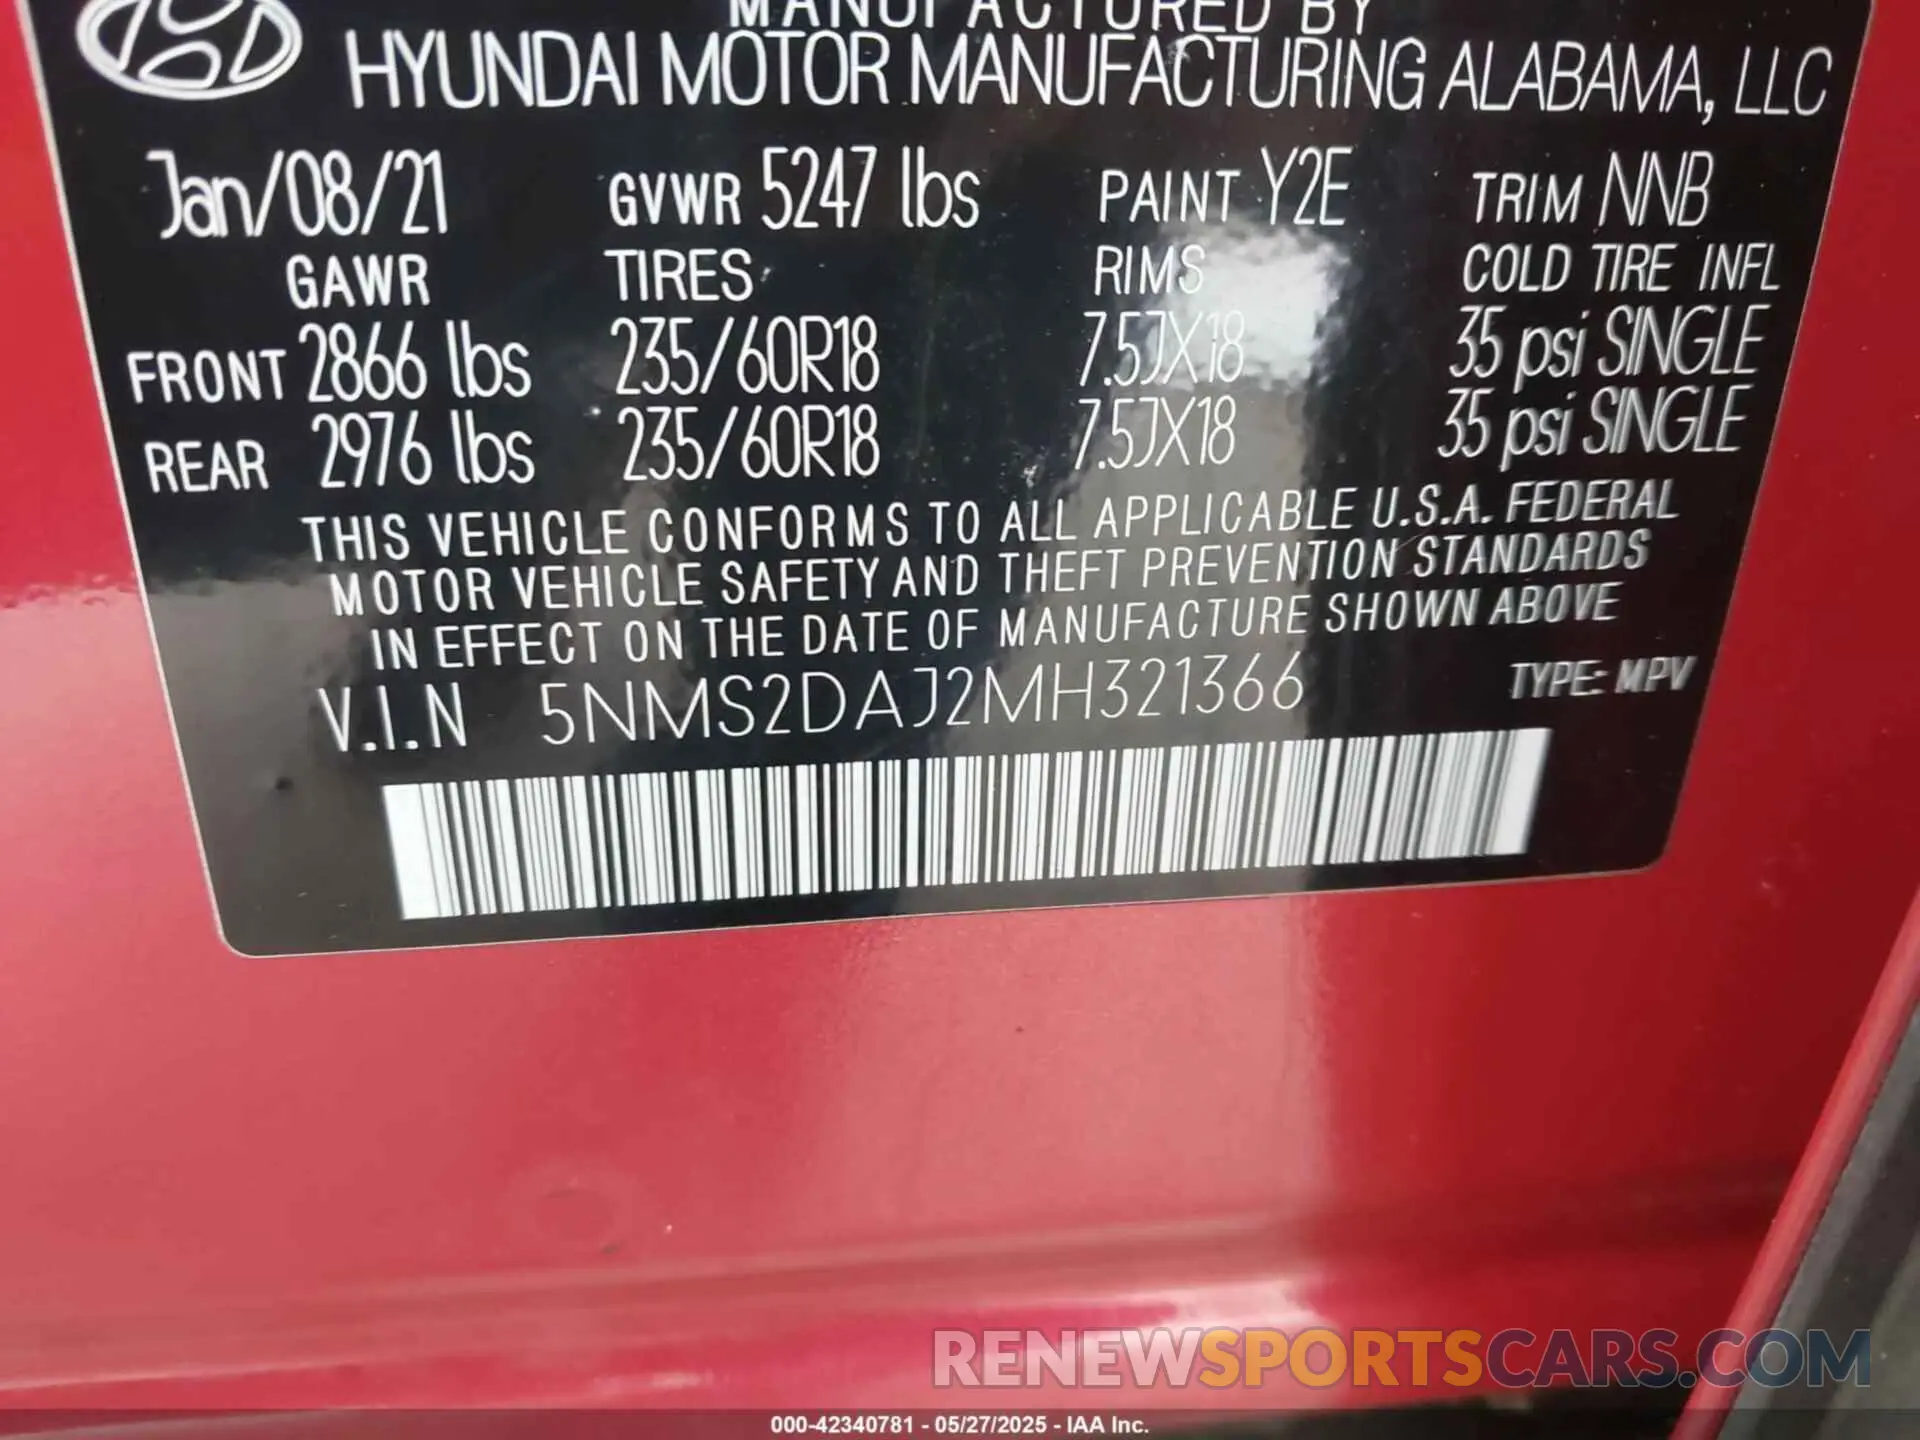 MANUFACTURED BY
HYUNDAI MOTOR MANUFACTURING ALABAMA, LLC
Jan/08/21 GVWR 5247 lbs PAINT Y2E TRIM NNB
GAWR TIRES RIMS COLD TIRE INFL
FRONT 2866 lbs 235/60R18 7.5JX18 35 psi SINGLE
REAR 2976 lbs 235/60R18 7.5JX18 35 psi SINGLE
THIS VEHICLE CONFORMS TO ALL APPLICABLE U.S.A. FEDERAL
MOTOR VEHICLE SAFETY AND THEFT PREVENTION STANDARDS
IN EFFECT ON THE DATE OF MANUFACTURE SHOWN ABOVE
V.I.N 5NMS2DAJ2MH321366 TYPE: MPV
RENEWSPORTSCARS.COM
000-42340781 - 05/27/2025 - IAA Inc.